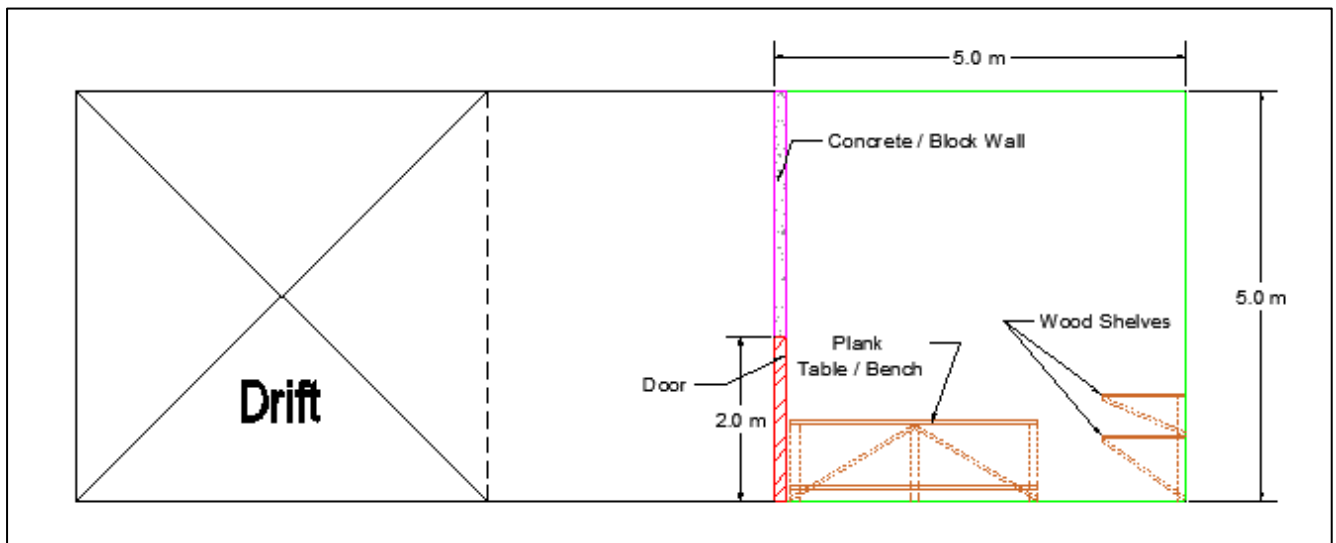 5.0 m
Concrete / Block Wall
5.0 m
Wood Shelves
Plank
Table / Bench
Door
2.0 m
Drift